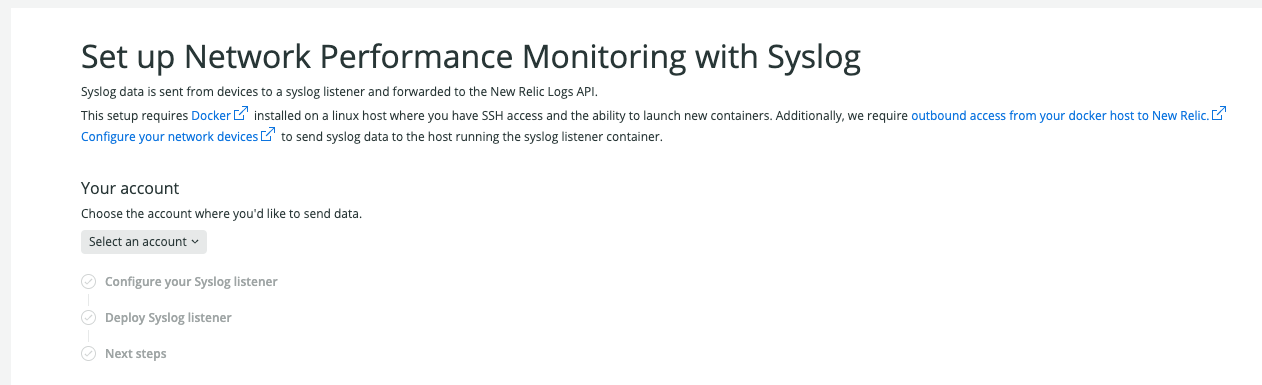 Set up Network Performance Monitoring with Syslog
Syslog data is sent from devices to a syslog listener and forwarded to the New Relic Logs API.
This setup requires Docker installed on a linux host where you have SSH access and the ability to launch new containers. Additionally, we require outbound access from your docker host to New Relic.
Configure your network devices to send syslog data to the host running the syslog listener container.
Your account
Choose the account where you'd like to send data.
Select an account
Configure your Syslog listener
Deploy Syslog listener
Next steps